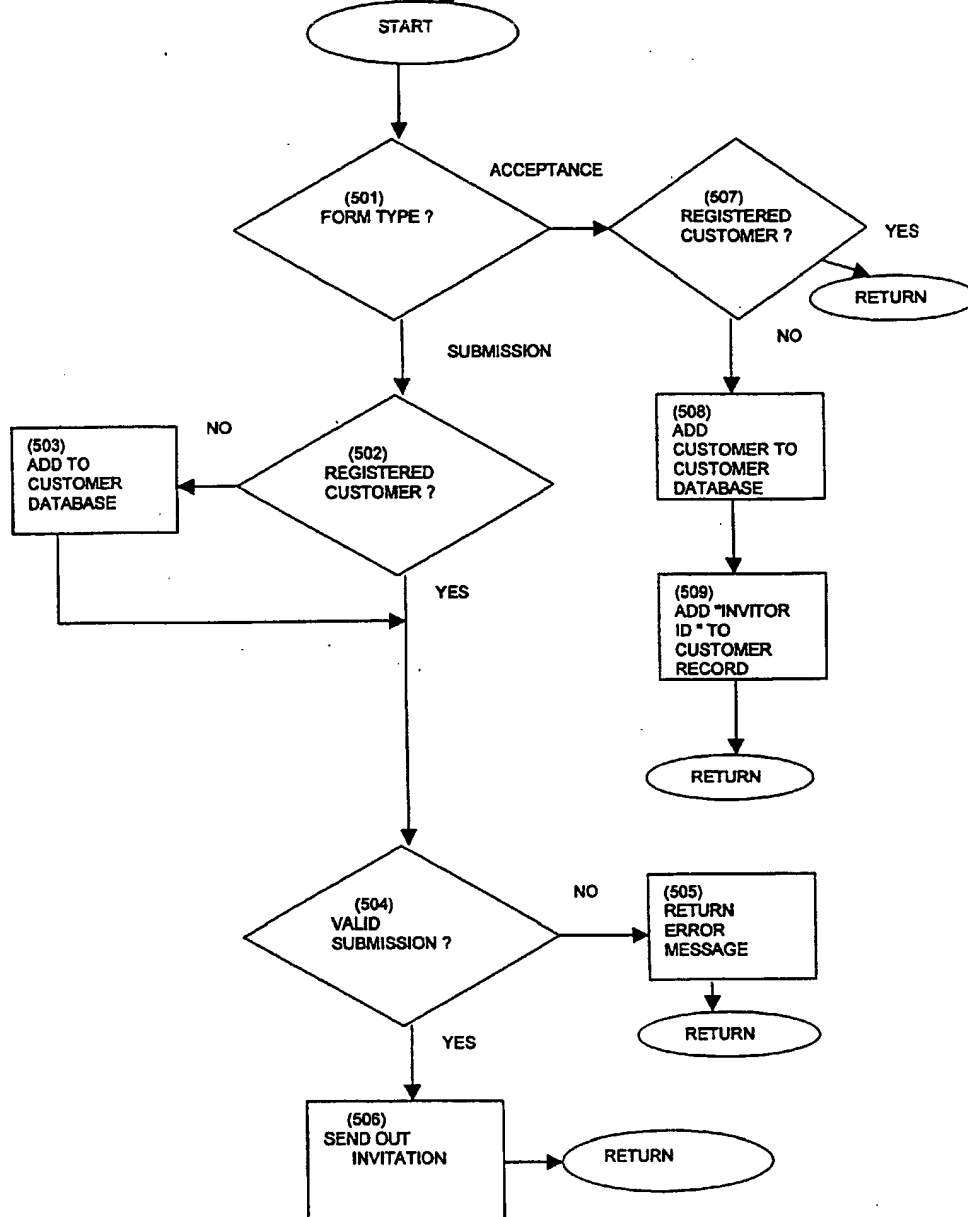 START
(501)
FORM TYPE ?
ACCEPTANCE
(507)
REGISTERED
CUSTOMER ?
YES
RETURN
NO
SUBMISSION
(508)
ADD
CUSTOMER TO
CUSTOMER
DATABASE
(502)
REGISTERED
CUSTOMER ?
NO
(503)
ADD TO
CUSTOMER
DATABASE
YES
(509)
ADD "INVITOR
ID " TO
CUSTOMER
RECORD
RETURN
(504)
VALID
SUBMISSION ?
NO
(505)
RETURN
ERROR
MESSAGE
RETURN
YES
(506)
SEND OUT
INVITATION
RETURN